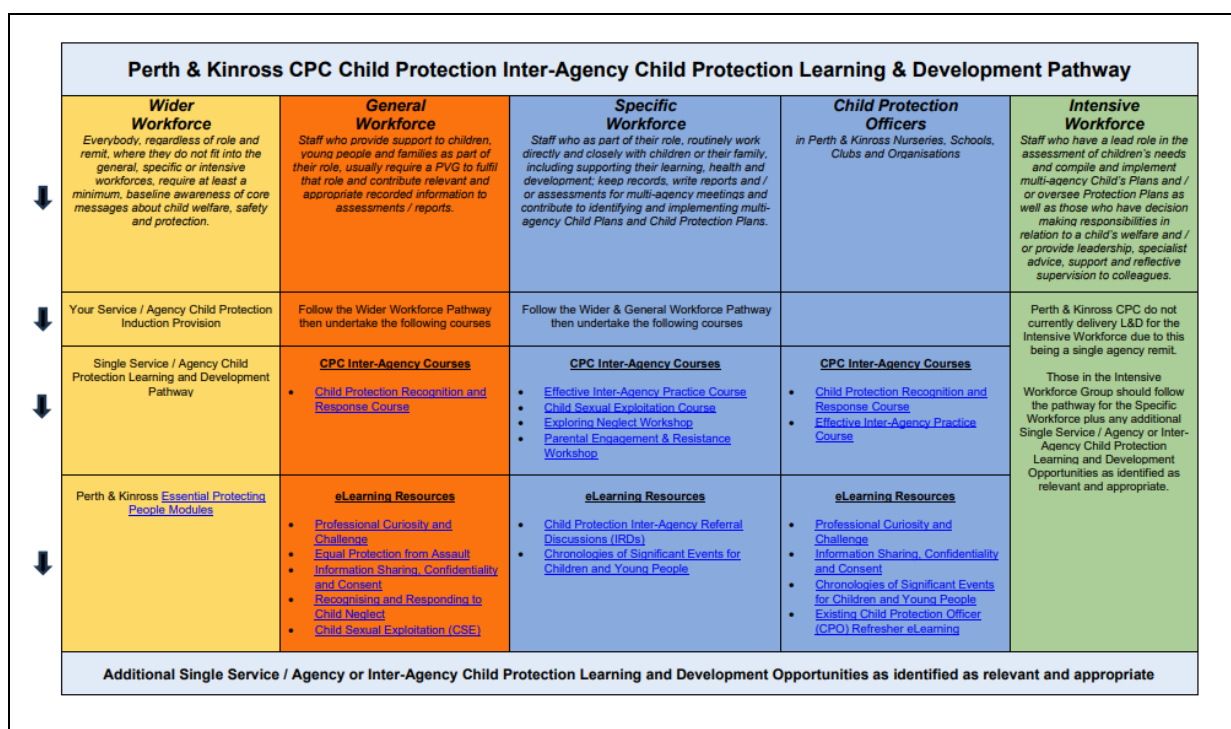 Perth & Kinross CPC Child Protection Inter-Agency Child Protection Learning & Development Pathway
Wider
Workforce
Everybody, regardless of role and
remit, where they do not fit into the
general, specific or intensive
workforces, require at least a
minimum, baseline awareness of core
messages about child welfare, safety
and protection.
General
Workforce
Staff who provide support to children,
young people and families as part of
their role, usually require a PVG to fulfil
that role and contribute relevant and
appropriate recorded information to
assessments / reports.
Specific
Workforce
Staff who as part of their role, routinely work
directly and closely with children or their family,
including supporting their learning, health and
development; keep records, write reports and /
or assessments for multi-agency meetings and
contribute to identifying and implementing multi-
agency Child Plans and Child Protection Plans.
Child Protection
Officers
in Perth & Kinross Nurseries, Schools,
Clubs and Organisations
Intensive
Workforce
Staff who have a lead role in the
assessment of children's needs
and compile and implement
multi-agency Child's Plans and /
or oversee Protection Plans as
well as those who have decision
making responsibilities in
relation to a child's welfare and /
or provide leadership, specialist
advice, support and reflective
supervision to colleagues.
Your Service / Agency Child Protection
Induction Provision
Follow the Wider Workforce Pathway
then undertake the following courses
Follow the Wider & General Workforce Pathway
then undertake the following courses
Perth & Kinross CPC do not
currently delivery L&D for the
Intensive Workforce due to this
being a single agency remit.
Those in the Intensive
Workforce Group should follow
the pathway for the Specific
Workforce plus any additional
Single Service / Agency or Inter-
Agency Child Protection
Learning and Development
Opportunities as identified as
relevant and appropriate.
Single Service / Agency Child
Protection Learning and Development
Pathway
CPC Inter-Agency Courses
• Child Protection Recognition and
Response Course
CPC Inter-Agency Courses
• Effective Inter-Agency Practice Course
• Child Sexual Exploitation Course
• Exploring Neglect Workshop
• Parental Engagement & Resistance
Workshop
CPC Inter-Agency Courses
• Child Protection Recognition and
Response Course
• Effective Inter-Agency Practice
Course
Perth & Kinross Essential Protecting
People Modules
eLearning Resources
• Professional Curiosity and
Challenge
• Equal Protection from Assault
• Information Sharing, Confidentiality
and Consent
• Recognising and Responding to
Child Neglect
• Child Sexual Exploitation (CSE)
eLearning Resources
• Child Protection Inter-Agency Referral
Discussions (IRDs)
• Chronologies of Significant Events for
Children and Young People
eLearning Resources
• Professional Curiosity and
Challenge
• Information Sharing, Confidentiality
and Consent
• Chronologies of Significant Events
for Children and Young People
• Existing Child Protection Officer
(CPO) Refresher eLearning
Additional Single Service / Agency or Inter-Agency Child Protection Learning and Development Opportunities as identified as relevant and appropriate